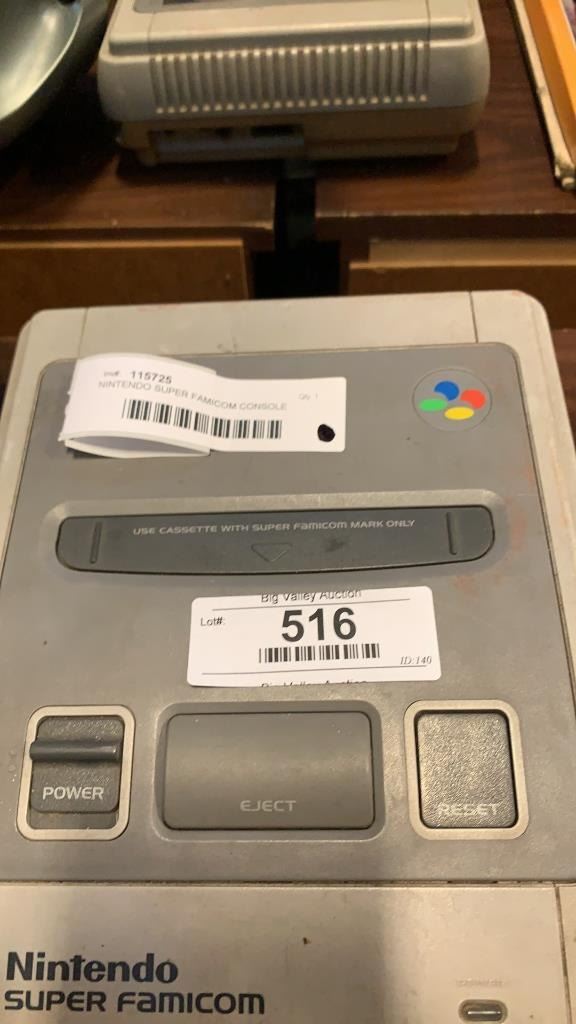 Inv#: 115725
NINTENDO SUPER FAMICOM CONSOLE
Qty: 1
USE CASSETTE WITH SUPER FAMICOM MARK ONLY
Big Valley Auction
Lot#:
516
ID:140
POWER
EJECT
RESET
Nintendo
SUPER FAMICOM